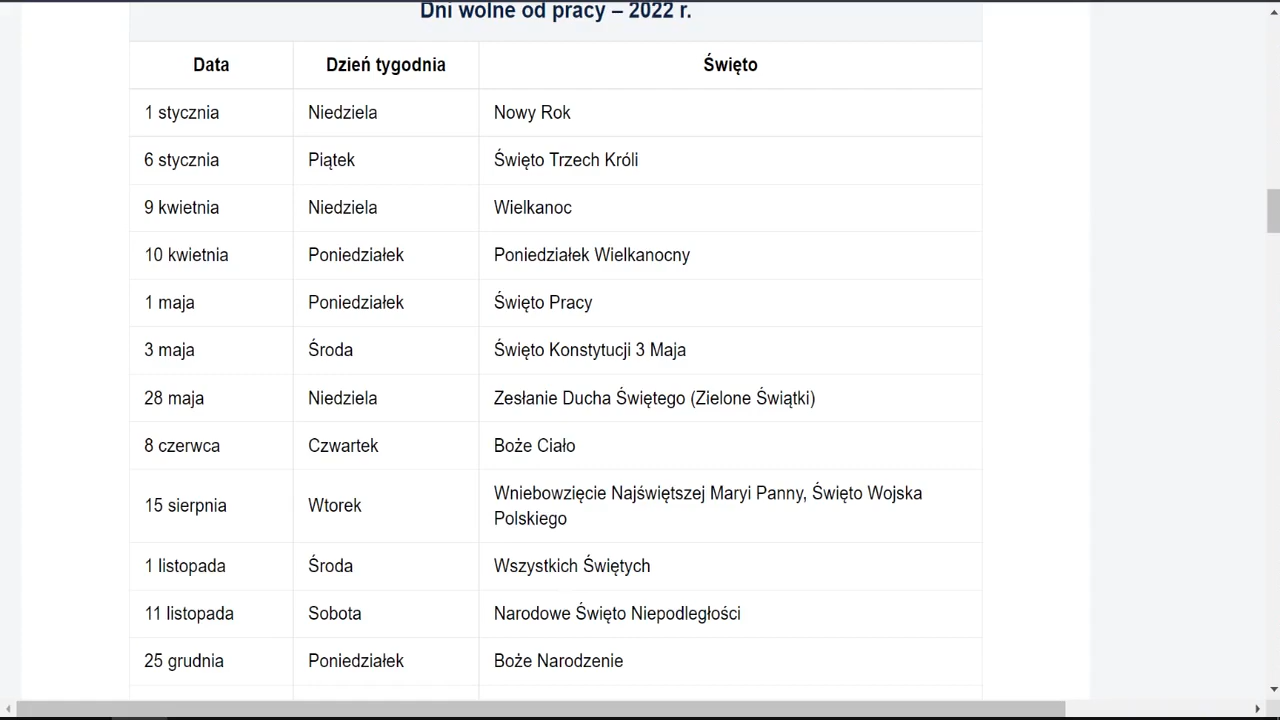 Dni wolne od pracy – 2022 r.
Data Dzień tygodnia Święto
1 stycznia Niedziela Nowy Rok
6 stycznia Piątek Święto Trzech Króli
9 kwietnia Niedziela Wielkanoc
10 kwietnia Poniedziałek Poniedziałek Wielkanocny
1 maja Poniedziałek Święto Pracy
3 maja Środa Święto Konstytucji 3 Maja
28 maja Niedziela Zesłanie Ducha Świętego (Zielone Świątki)
8 czerwca Czwartek Boże Ciało
15 sierpnia Wtorek Wniebowzięcie Najświętszej Maryi Panny, Święto Wojska
Polskiego
1 listopada Środa Wszystkich Świętych
11 listopada Sobota Narodowe Święto Niepodległości
25 grudnia Poniedziałek Boże Narodzenie